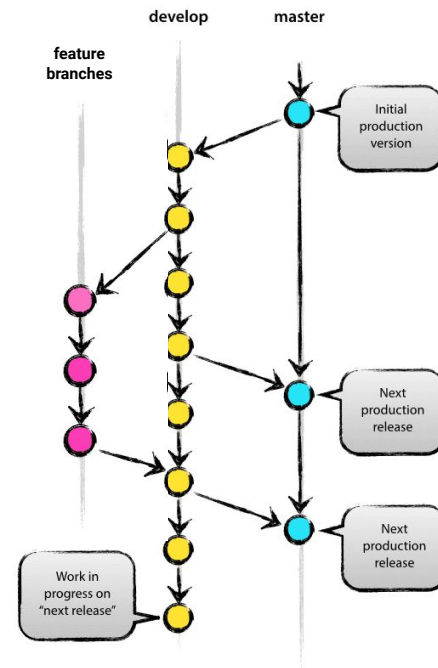 develop
master
feature
branches
Initial
production
version
Next
production
release
Next
production
release
Work in
progress on
“next release”